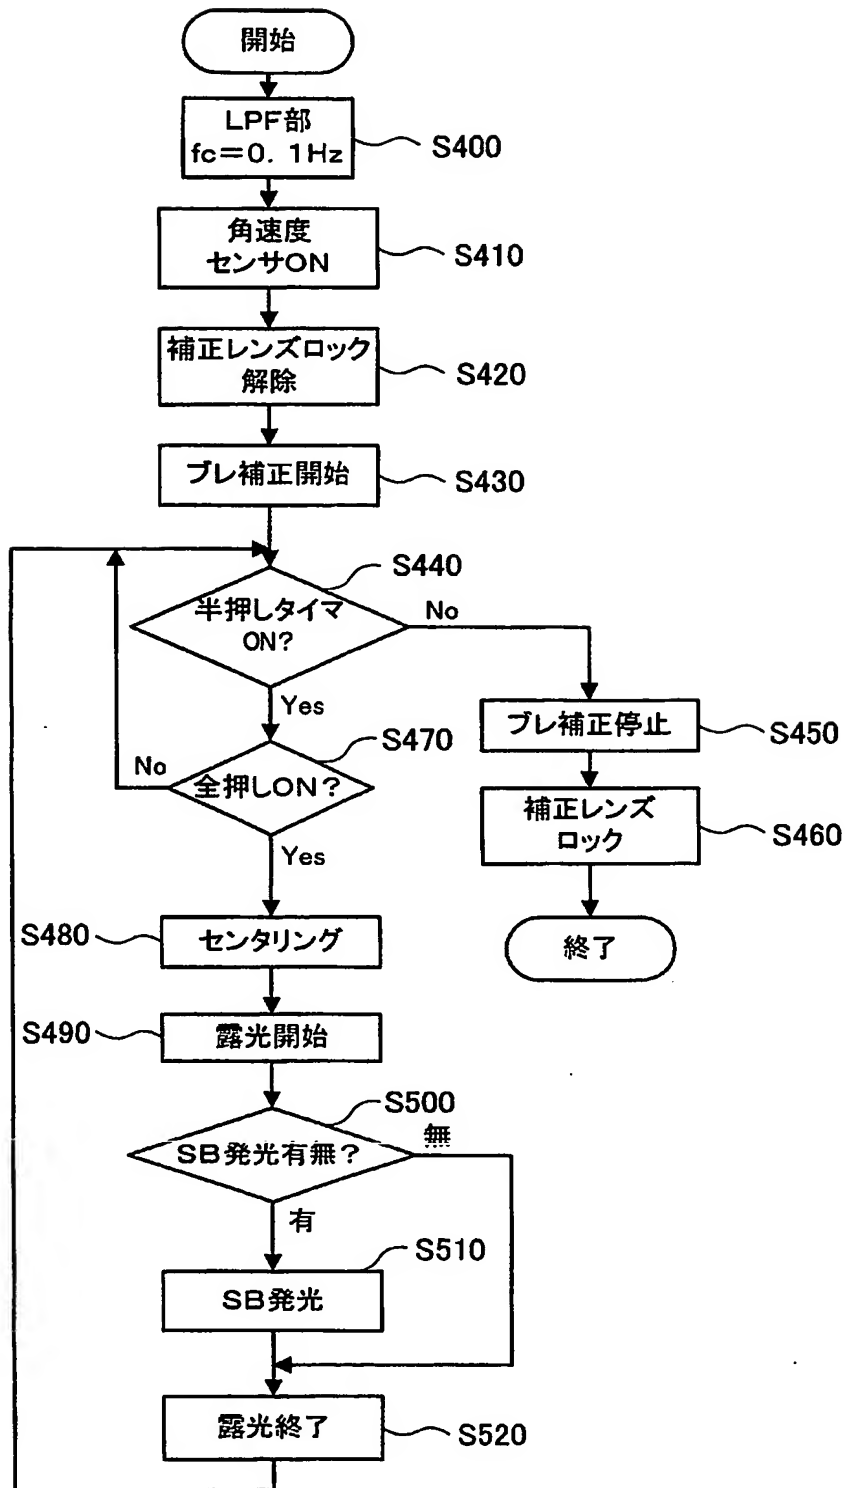 開始
LPF部
fc=0. 1Hz
S400
角速度
センサON
S410
補正レンズロック
解除
S420
ブレ補正開始
S430
S440
半押しタイマ
ON?
No
Yes
ブレ補正停止
S450
S470
No
全押しON?
Yes
補正レンズ
ロック
S460
S480
センタリング
終了
S490
露光開始
S500
無
SB発光有無?
有
S510
SB発光
露光終了
S520